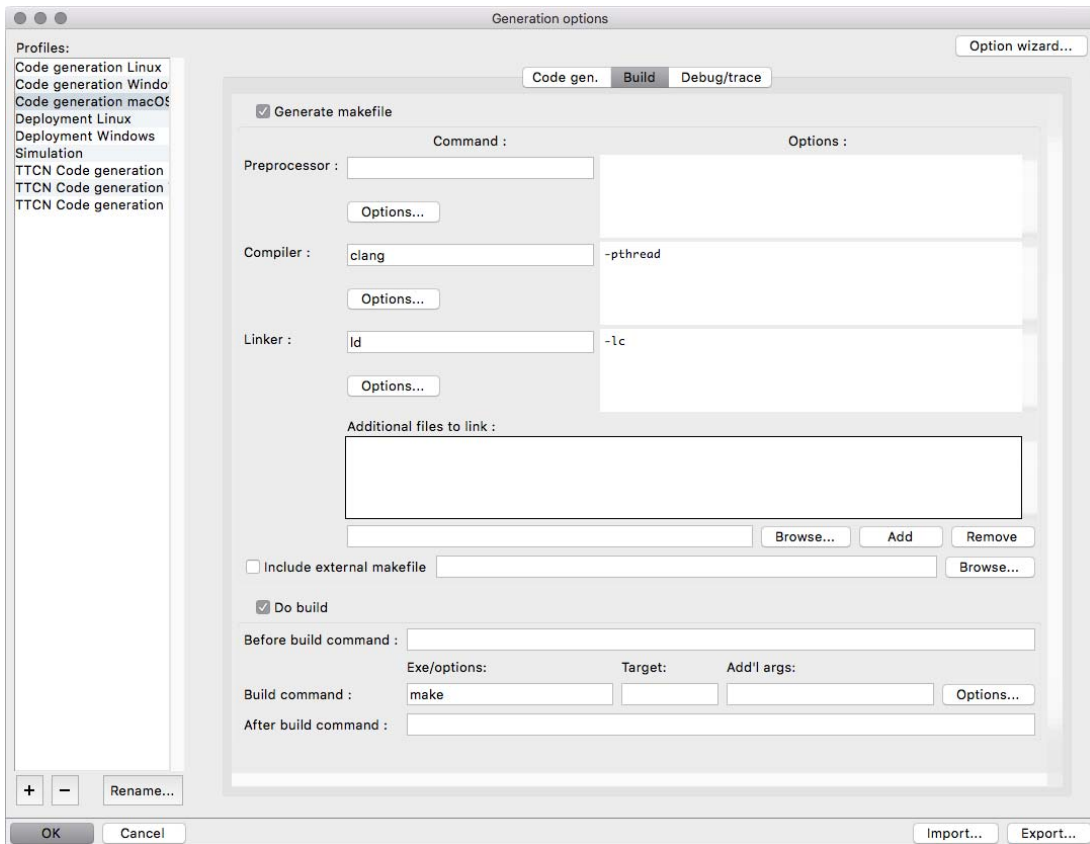 Generation options
Profiles:
Option wizard...
Code generation Linux
Code generation Windo
Code generation macOS
Deployment Linux
Deployment Windows
Simulation
TTCN Code generation
TTCN Code generation
TTCN Code generation
Code gen. Build Debug/trace
Generate makefile
Command : Options :
Preprocessor :
Options...
Compiler : clang -pthread
Options...
Linker : ld -lc
Options...
Additional files to link :
Browse... Add Remove
Include external makefile Browse...
Do build
Before build command :
Exe/options: Target: Add'l args:
Build command : make Options...
After build command :
+ − Rename...
OK Cancel Import... Export...